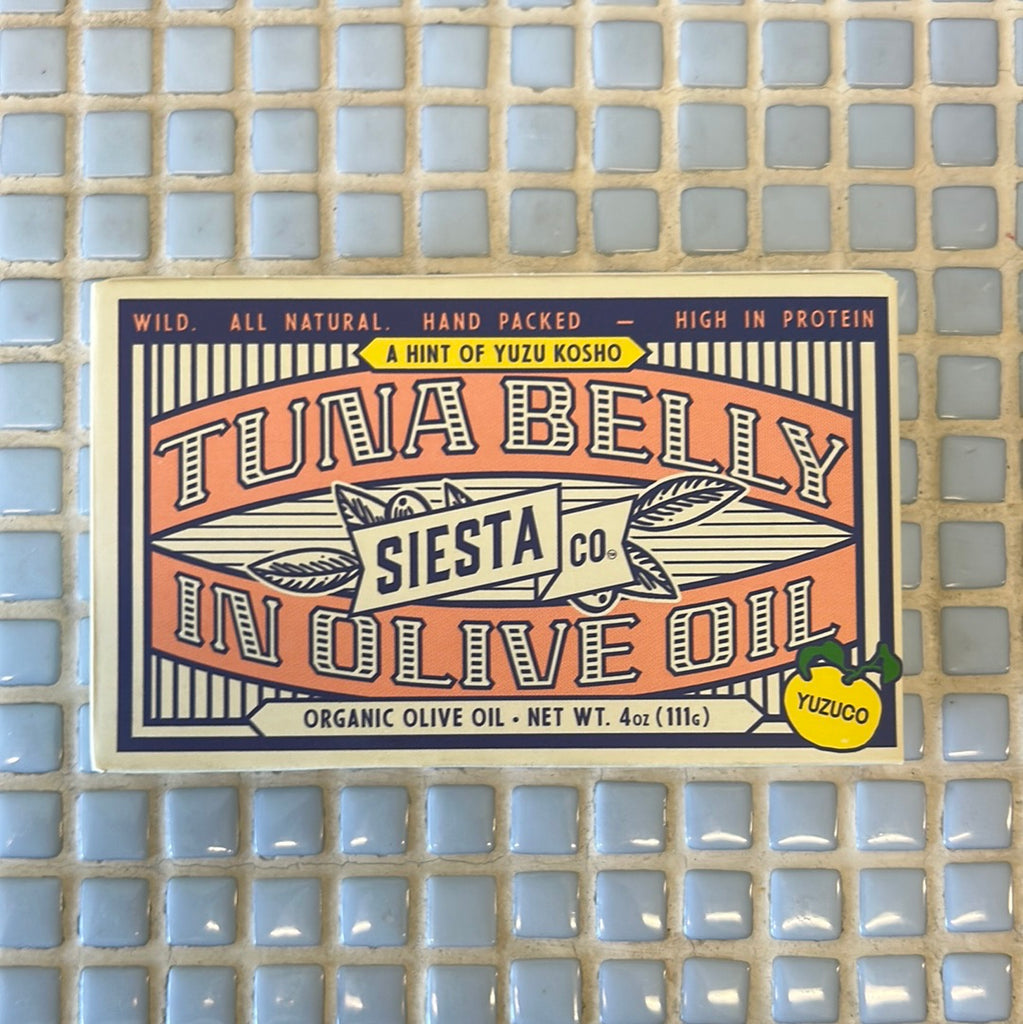 WILD. ALL NATURAL. HAND PACKED — HIGH IN PROTEIN
A HINT OF YUZU KOSHO
TUNA BELLY
SIESTA CO.™
IN OLIVE OIL
ORGANIC OLIVE OIL • NET WT. 4OZ (111G)
YUZUCO